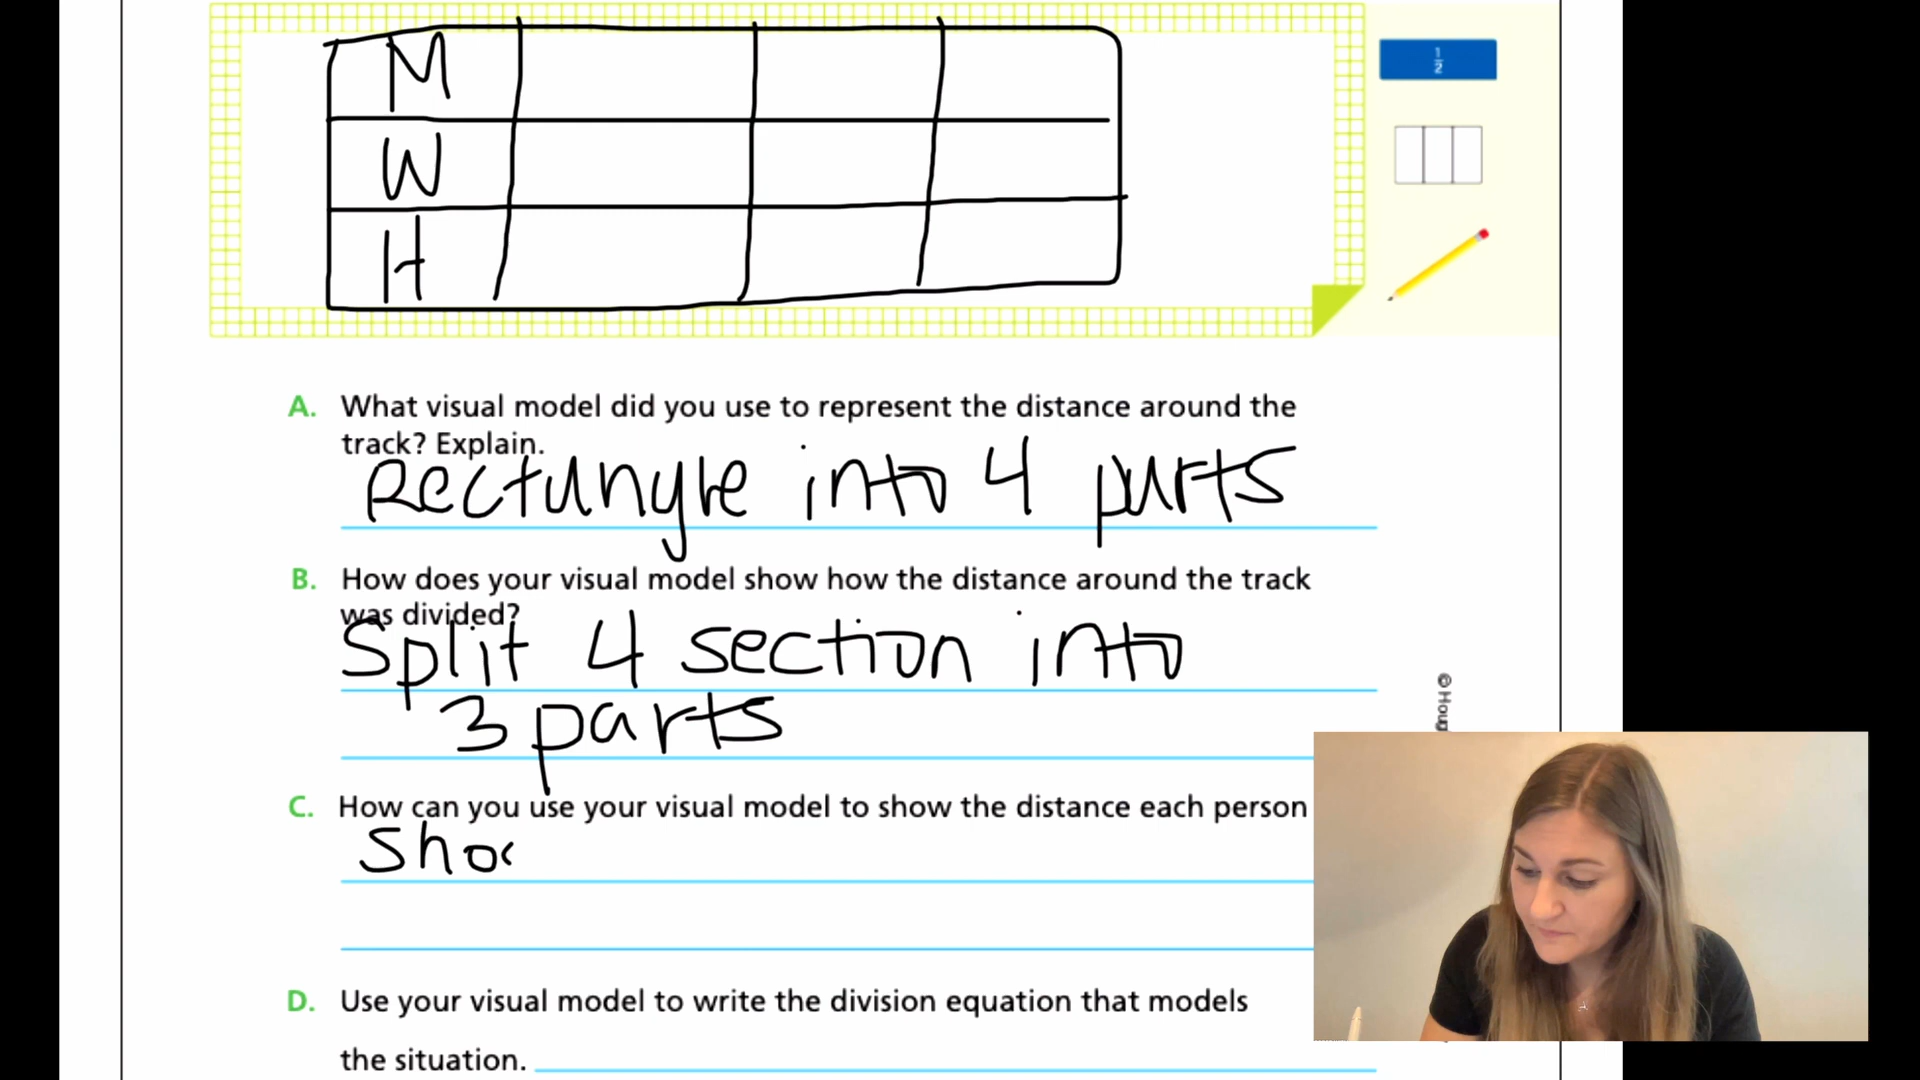 M
W
H
1/2
A. What visual model did you use to represent the distance around the
track? Explain.
Rectangle into 4 parts
B. How does your visual model show how the distance around the track
was divided?
Split 4 section into
3 parts
C. How can you use your visual model to show the distance each person
D. Use your visual model to write the division equation that models
the situation.
© Houg